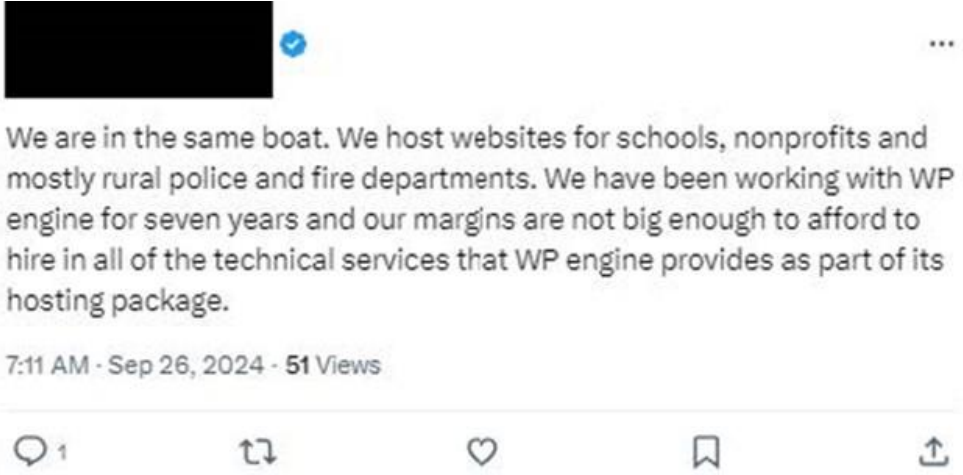 We are in the same boat. We host websites for schools, nonprofits and
mostly rural police and fire departments. We have been working with WP
engine for seven years and our margins are not big enough to afford to
hire in all of the technical services that WP engine provides as part of its
hosting package.
7:11 AM · Sep 26, 2024 · 51 Views
1